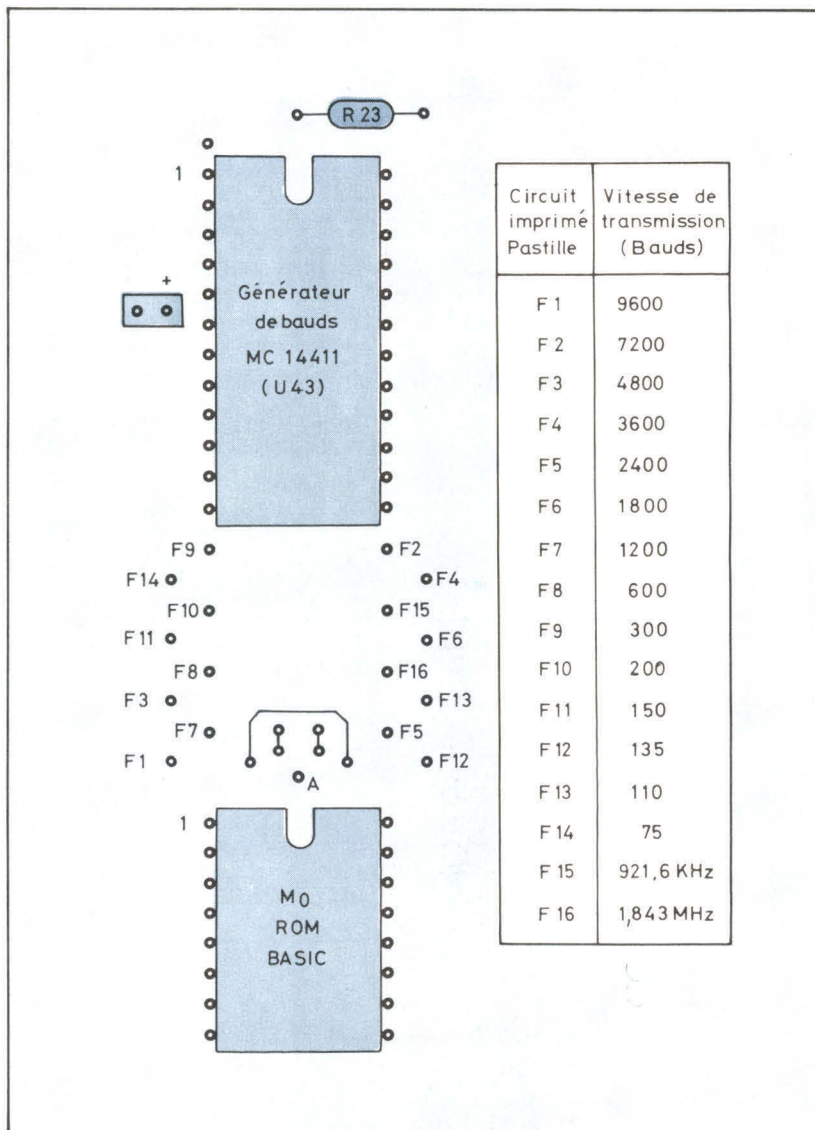 R 23
1
+
Générateur
de bauds
MC 14411
(U43)
F9
F2
F14
F4
F10
F15
F11
F6
F8
F16
F3
F13
F7
F5
F1
F12
A
1
M0
ROM
BASIC
Circuit imprimé Pastille
Vitesse de transmission (Bauds)
F 1 9600
F 2 7200
F3 4800
F4 3600
F5 2400
F6 1800
F7 1200
F8 600
F9 300
F10 200
F11 150
F12 135
F13 110
F14 75
F 15 921,6 KHz
F 16 1,843 MHz